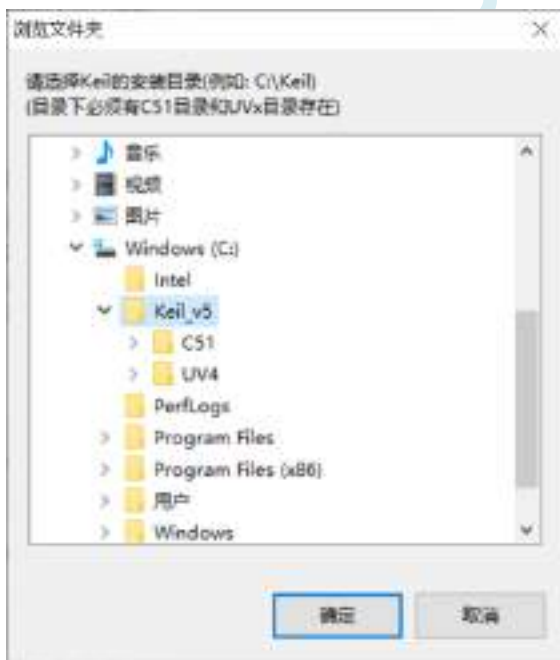 浏览文件夹
请选择Keil的安装目录(例如: C:\Keil)
(目录下必须有C51目录和UVx目录存在)
音乐
视频
图片
Windows (C:)
Intel
Keil_v5
C51
UV4
PerfLogs
Program Files
Program Files (x86)
用户
Windows
确定
取消